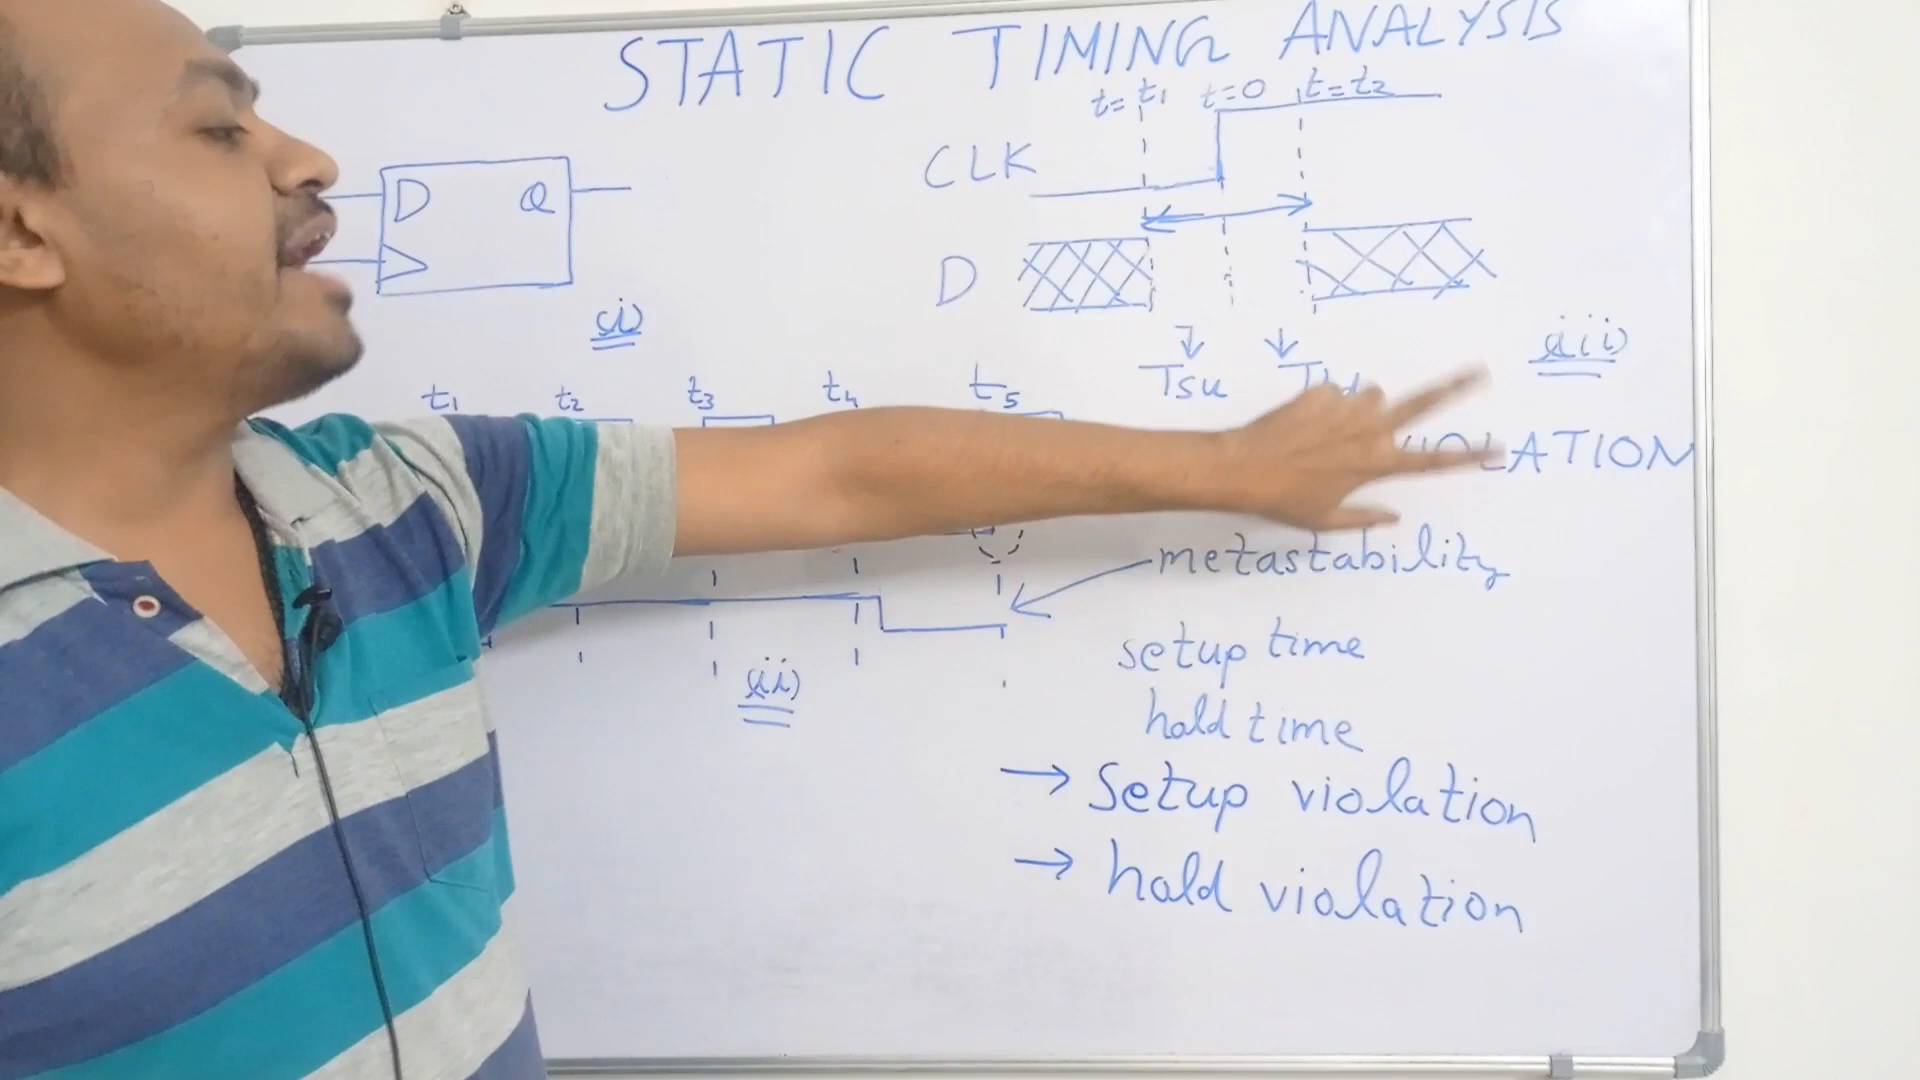 STATIC TIMING ANALYSIS
t=t1 t=0 t=t2
CLK
D Q
D
(i)
Tsu
(iii)
t1 t2 t3 t4 t5
VIOLATION
metastability
setup time
(ii)
hold time
→ setup violation
→ hold violation